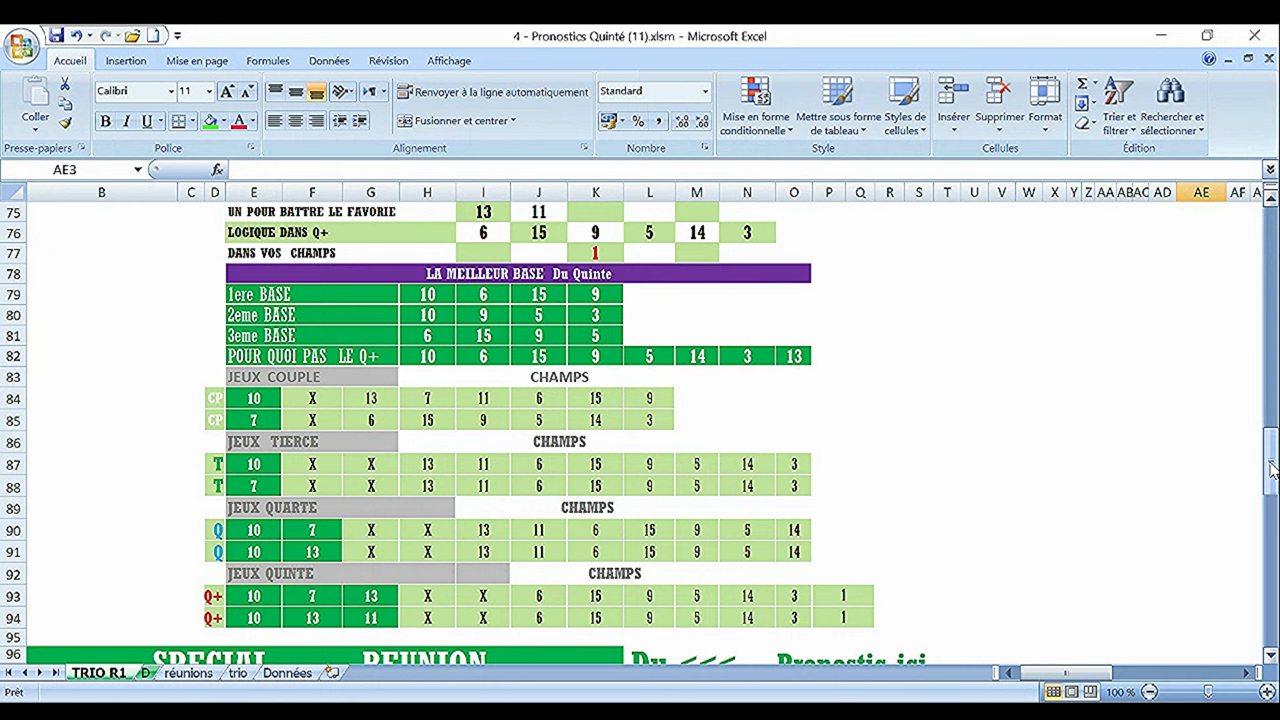 4 - Pronostics Quinté (11).xlsm - Microsoft Excel
Accueil Insertion Mise en page Formules Données Révision Affichage
Coller
Calibri 11
G I S
Renvoyer à la ligne automatiquement
Fusionner et centrer
Standard
% 
Mise en forme conditionnelle
Mettre sous forme de tableau
Styles de cellules
Insérer Supprimer Format
Trier et filtrer
Rechercher et sélectionner
Presse-papiers Police Alignement Nombre Style Cellules Édition
AE3 fx
B C D E F G H I J K L M N O P Q R S T U V W X Y Z AA AB AC AD AE AF A
75 UN POUR BATTRE LE FAVORIE 13 11
76 LOGIQUE DANS Q+ 6 15 9 5 14 3
77 DANS VOS CHAMPS 1
78 LA MEILLEUR BASE Du Quinte
79 1ere BASE 10 6 15 9
80 2eme BASE 10 9 5 3
81 3eme BASE 6 15 9 5
82 POUR QUOI PAS LE Q+ 10 6 15 9 5 14 3 13
83 JEUX COUPLE CHAMPS
84 CP 10 X 13 7 11 6 15 9
85 CP 7 X 6 15 9 5 14 3
86 JEUX TIERCE CHAMPS
87 T 10 X X 13 11 6 15 9 5 14 3
88 T 7 X X 13 11 6 15 9 5 14 3
89 JEUX QUARTE CHAMPS
90 Q 10 7 X X 13 11 6 15 9 5 14
91 Q 10 13 X X 13 11 6 15 9 5 14
92 JEUX QUINTE CHAMPS
93 Q+ 10 7 13 X X 6 15 9 5 14 3 1
94 Q+ 10 13 11 X X 6 15 9 5 14 3 1
95
96 SPECIAL REUNION Du <<< Pronostic ici
TRIO R1 D réunions trio Données
Prêt 100 %